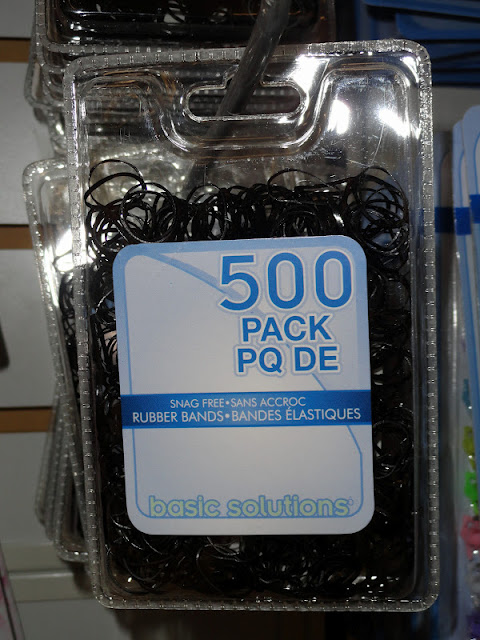 500
PACK
PQ DE
SNAG FREE•SANS ACCROC
RUBBER BANDS•BANDES ÉLASTIQUES
basic solutions